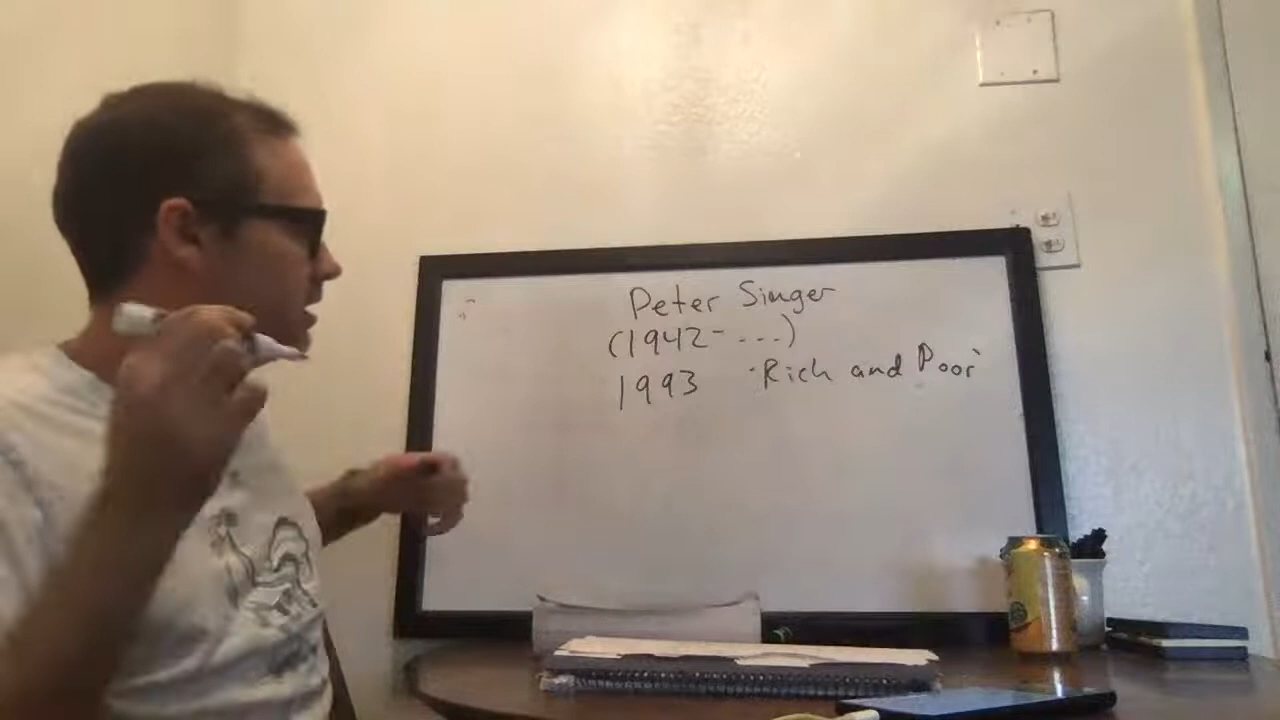 Peter Singer
(1942- ...)
1993 "Rich and Poor"